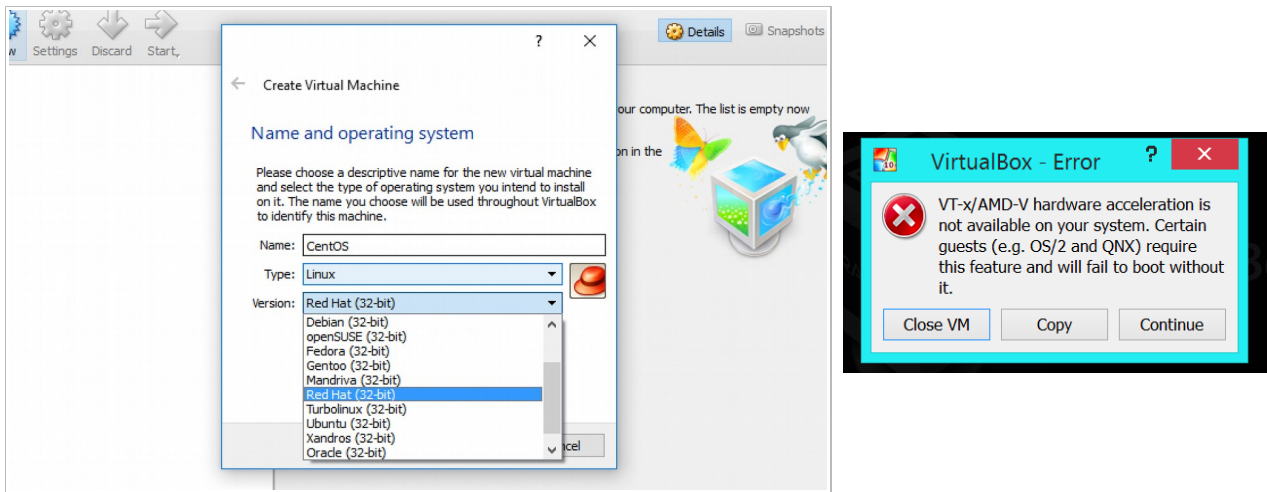 w
Settings
Discard
Start
Details
Snapshots
?
Create Virtual Machine
our computer. The list is empty now
on in the
Name and operating system
Please choose a descriptive name for the new virtual machine
and select the type of operating system you intend to install
on it. The name you choose will be used throughout VirtualBox
to identify this machine.
Name: CentOS
Type: Linux
Version: Red Hat (32-bit)
Debian (32-bit)
openSUSE (32-bit)
Fedora (32-bit)
Gentoo (32-bit)
Mandriva (32-bit)
Red Hat (32-bit)
Turbolinux (32-bit)
Ubuntu (32-bit)
Xandros (32-bit)
Oracle (32-bit)
ncel
10
VirtualBox - Error
?
VT-x/AMD-V hardware acceleration is
not available on your system. Certain
guests (e.g. OS/2 and QNX) require
this feature and will fail to boot without
it.
Close VM
Copy
Continue